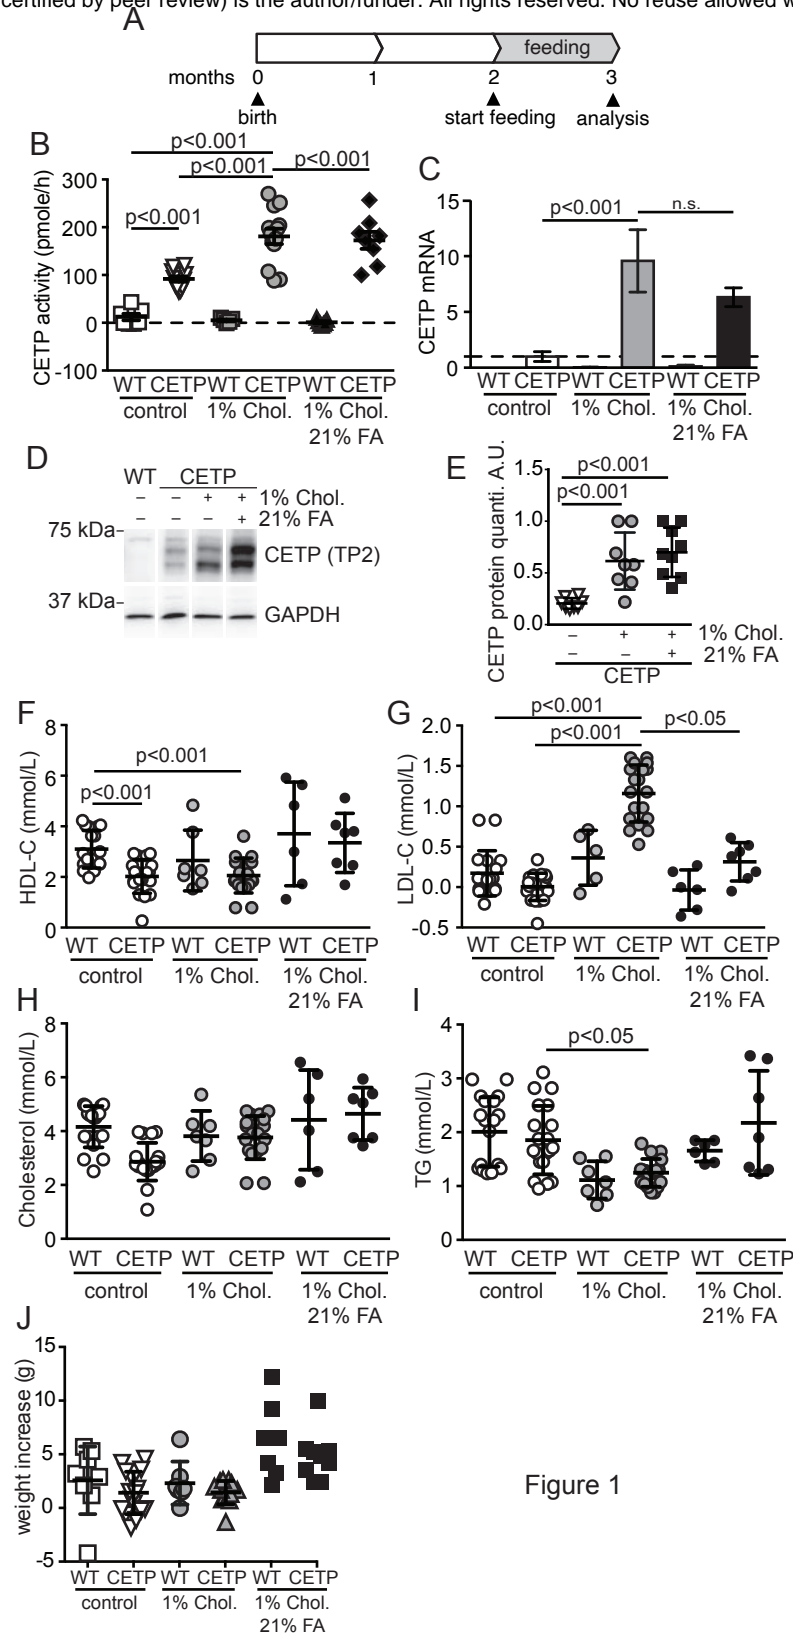 certified by peer review) is the author/funder. All rights reserved. No reuse allowed w
A
feeding
months 0 1 2 3
birth start feeding analysis
B
p<0.001
p<0.001 p<0.001
p<0.001
CETP activity (pmole/h)
300
200
100
0
-100
WT CETP WT CETP WT CETP
control 1% Chol. 1% Chol.
21% FA
C
p<0.001 n.s.
CETP mRNA
15
10
5
0
WT CETP WT CETP WT CETP
control 1% Chol. 1% Chol.
21% FA
D
WT CETP
– – + + 1% Chol.
– – – + 21% FA
75 kDa
CETP (TP2)
37 kDa
GAPDH
E
p<0.001
p<0.001
CETP protein quanti. A.U.
1.5
1.0
0.5
0.0
– + + 1% Chol.
– – + 21% FA
CETP
F
p<0.001
p<0.001
HDL-C (mmol/L)
8
6
4
2
0
WT CETP WT CETP WT CETP
control 1% Chol. 1% Chol.
21% FA
G
p<0.001
p<0.001 p<0.05
LDL-C (mmol/L)
2.0
1.5
1.0
0.5
0.0
-0.5
WT CETP WT CETP WT CETP
control 1% Chol. 1% Chol.
21% FA
H
Cholesterol (mmol/L)
8
6
4
2
0
WT CETP WT CETP WT CETP
control 1% Chol. 1% Chol.
21% FA
I
p<0.05
TG (mmol/L)
4
3
2
1
0
WT CETP WT CETP WT CETP
control 1% Chol. 1% Chol.
21% FA
J
weight increase (g)
15
10
5
0
-5
WT CETP WT CETP WT CETP
control 1% Chol. 1% Chol.
21% FA
Figure 1